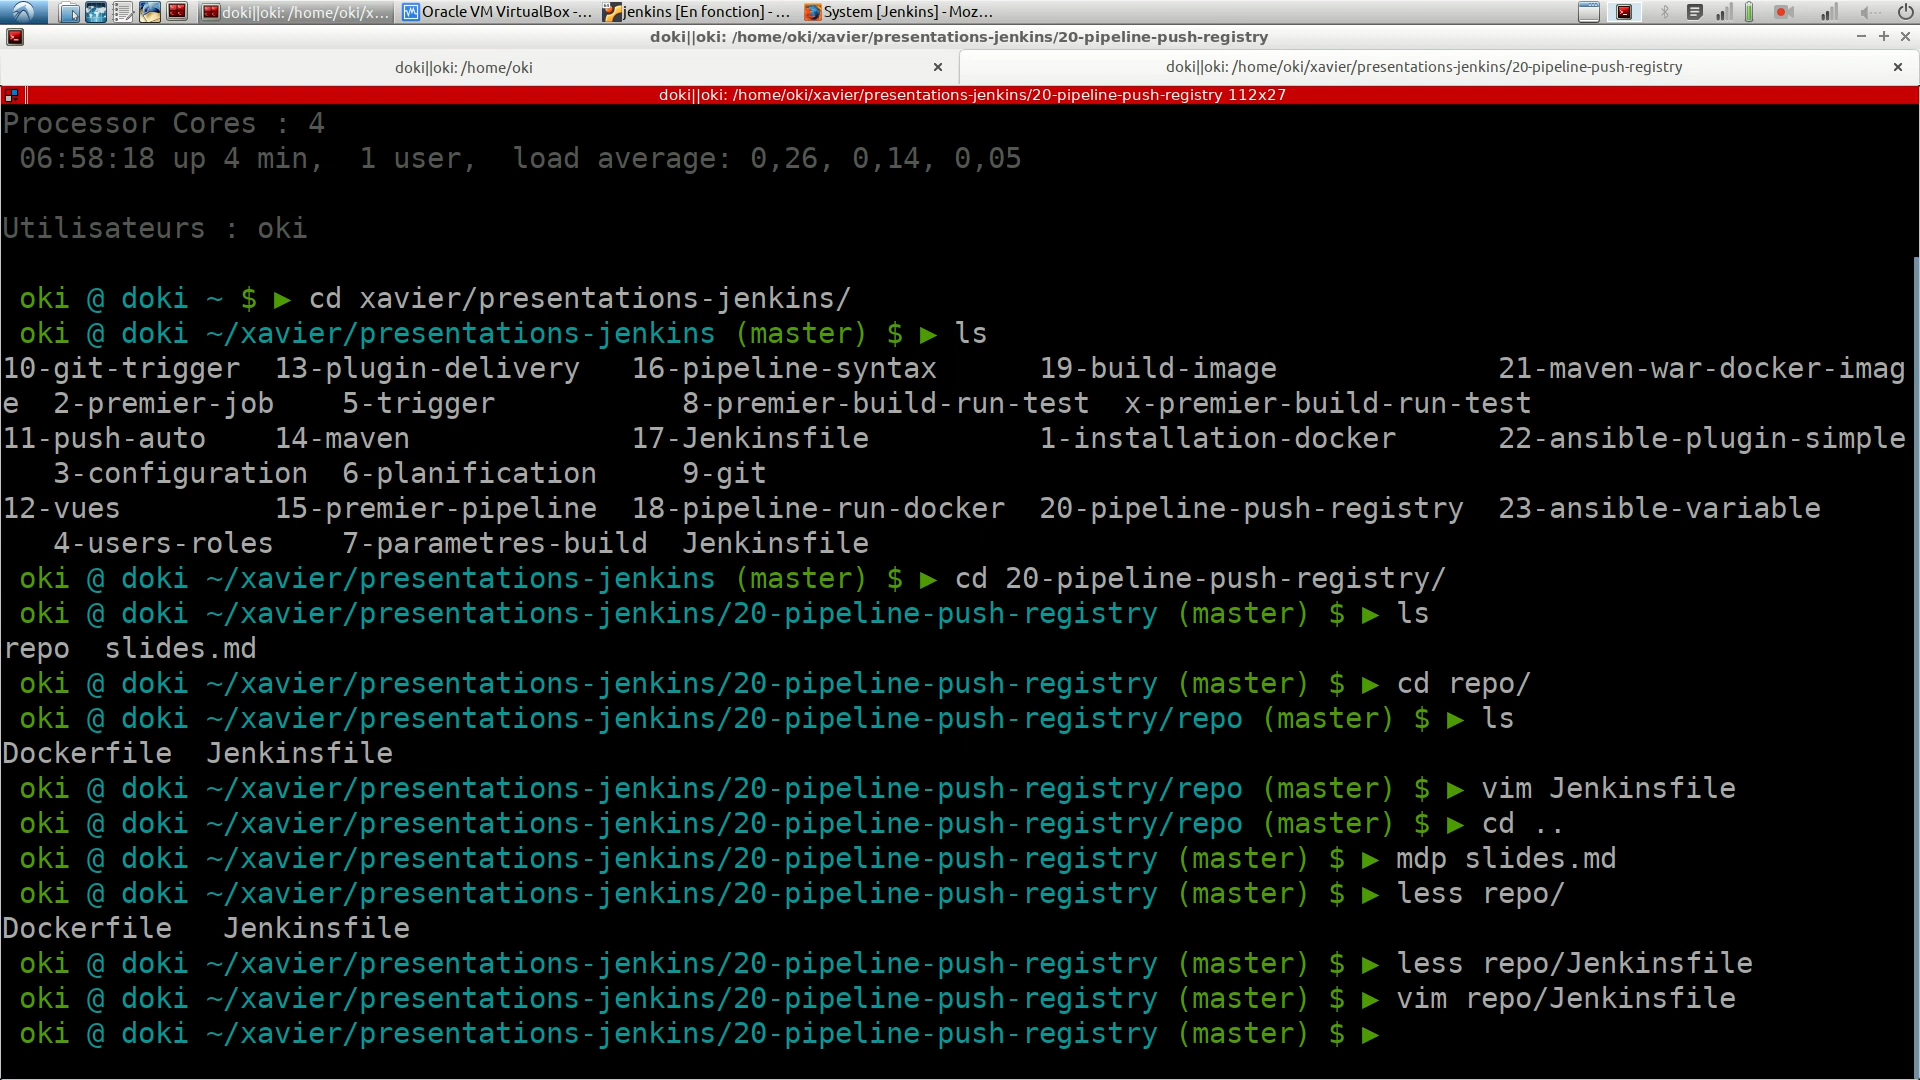 doki||oki: /home/oki/x... Oracle VM VirtualBox -... jenkins [En fonction] - ... System [Jenkins] - Moz...
doki||oki: /home/oki/xavier/presentations-jenkins/20-pipeline-push-registry
doki||oki: /home/oki × doki||oki: /home/oki/xavier/presentations-jenkins/20-pipeline-push-registry ×
doki||oki: /home/oki/xavier/presentations-jenkins/20-pipeline-push-registry 112x27
Processor Cores : 4
06:58:18 up 4 min,  1 user,  load average: 0,26, 0,14, 0,05
Utilisateurs : oki
oki @ doki ~ $ ▶ cd xavier/presentations-jenkins/
oki @ doki ~/xavier/presentations-jenkins (master) $ ▶ ls
10-git-trigger  13-plugin-delivery   16-pipeline-syntax      19-build-image             21-maven-war-docker-imag
e  2-premier-job    5-trigger           8-premier-build-run-test  x-premier-build-run-test
11-push-auto    14-maven             17-Jenkinsfile          1-installation-docker      22-ansible-plugin-simple
3-configuration  6-planification     9-git
12-vues         15-premier-pipeline  18-pipeline-run-docker  20-pipeline-push-registry  23-ansible-variable
4-users-roles    7-parametres-build  Jenkinsfile
oki @ doki ~/xavier/presentations-jenkins (master) $ ▶ cd 20-pipeline-push-registry/
oki @ doki ~/xavier/presentations-jenkins/20-pipeline-push-registry (master) $ ▶ ls
repo  slides.md
oki @ doki ~/xavier/presentations-jenkins/20-pipeline-push-registry (master) $ ▶ cd repo/
oki @ doki ~/xavier/presentations-jenkins/20-pipeline-push-registry/repo (master) $ ▶ ls
Dockerfile  Jenkinsfile
oki @ doki ~/xavier/presentations-jenkins/20-pipeline-push-registry/repo (master) $ ▶ vim Jenkinsfile
oki @ doki ~/xavier/presentations-jenkins/20-pipeline-push-registry/repo (master) $ ▶ cd ..
oki @ doki ~/xavier/presentations-jenkins/20-pipeline-push-registry (master) $ ▶ mdp slides.md
oki @ doki ~/xavier/presentations-jenkins/20-pipeline-push-registry (master) $ ▶ less repo/
Dockerfile   Jenkinsfile
oki @ doki ~/xavier/presentations-jenkins/20-pipeline-push-registry (master) $ ▶ less repo/Jenkinsfile
oki @ doki ~/xavier/presentations-jenkins/20-pipeline-push-registry (master) $ ▶ vim repo/Jenkinsfile
oki @ doki ~/xavier/presentations-jenkins/20-pipeline-push-registry (master) $ ▶